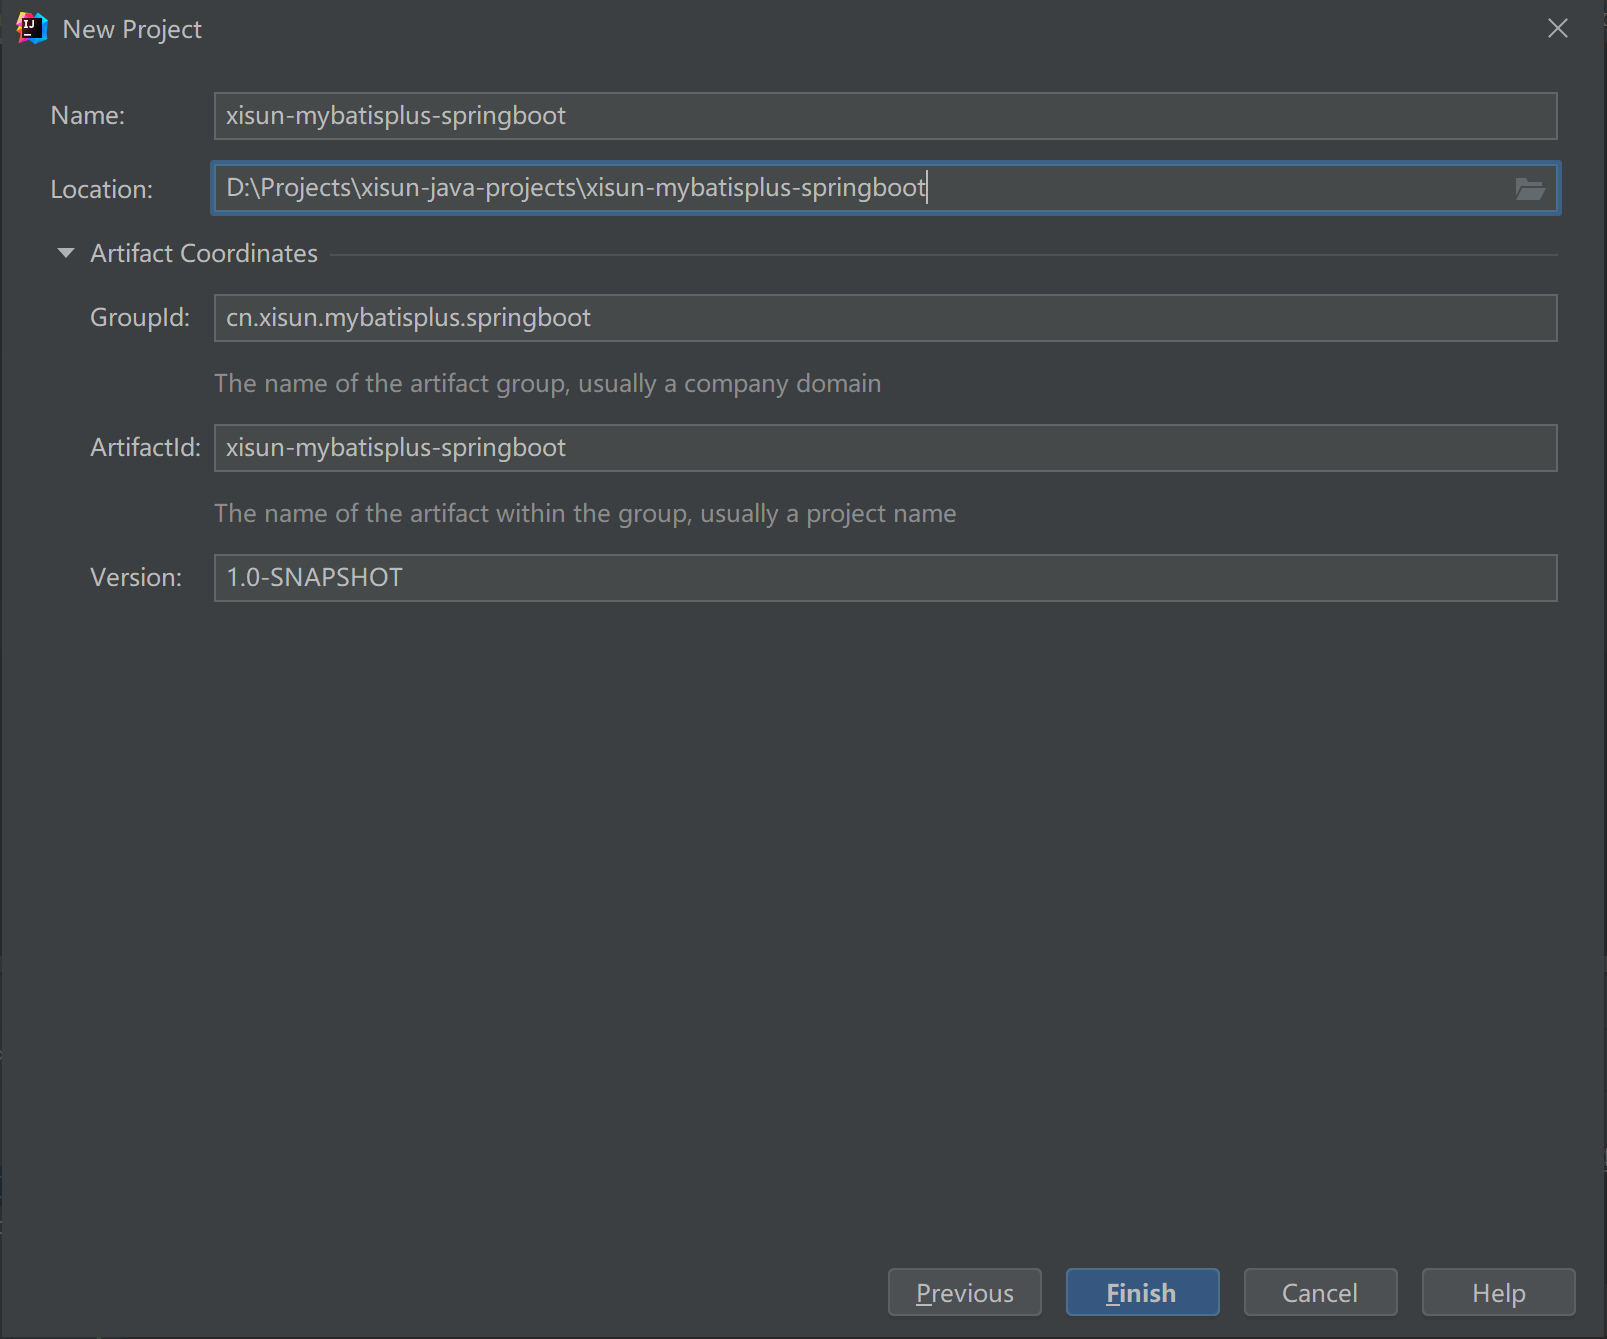 IJ
New Project
Name: xisun-mybatisplus-springboot
Location: D:\Projects\xisun-java-projects\xisun-mybatisplus-springboot
Artifact Coordinates
GroupId: cn.xisun.mybatisplus.springboot
The name of the artifact group, usually a company domain
ArtifactId: xisun-mybatisplus-springboot
The name of the artifact within the group, usually a project name
Version: 1.0-SNAPSHOT
Previous Finish Cancel Help